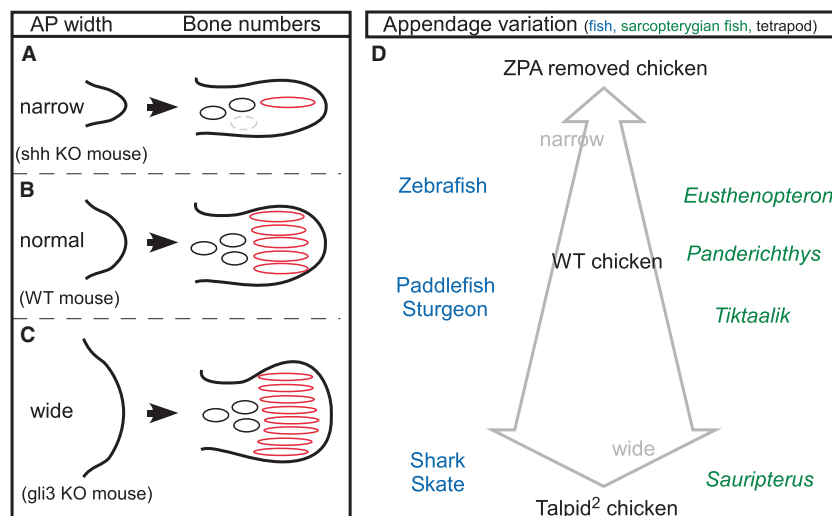 AP width
Bone numbers
A
narrow
(shh KO mouse)
B
normal
(WT mouse)
C
wide
(gli3 KO mouse)
Appendage variation (fish, sarcopterygian fish, tetrapod)
D
ZPA removed chicken
narrow
Zebrafish
Eusthenopteron
WT chicken
Panderichthys
Paddlefish
Sturgeon
Tiktaalik
wide
Shark
Skate
Sauripterus
Talpid² chicken